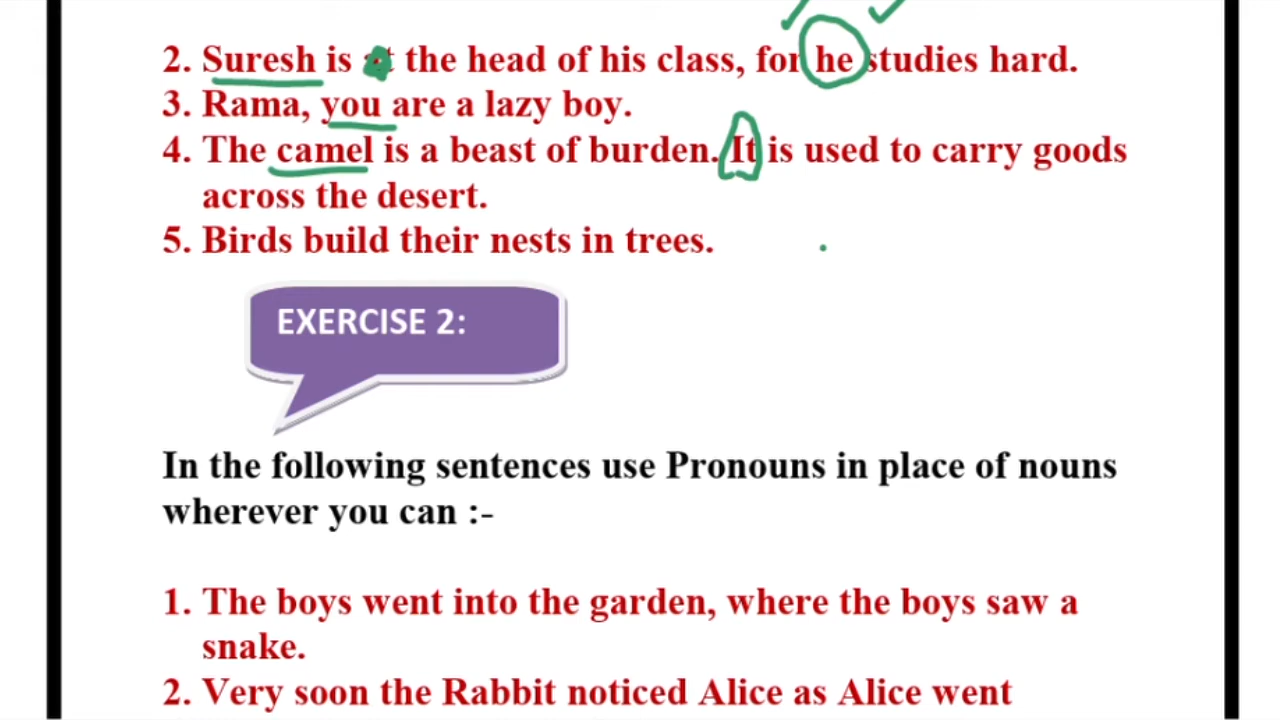 2. Suresh is at the head of his class, for he studies hard.
3. Rama, you are a lazy boy.
4. The camel is a beast of burden. It is used to carry goods
across the desert.
5. Birds build their nests in trees.
EXERCISE 2:
In the following sentences use Pronouns in place of nouns
wherever you can :-
1. The boys went into the garden, where the boys saw a
snake.
2. Very soon the Rabbit noticed Alice as Alice went